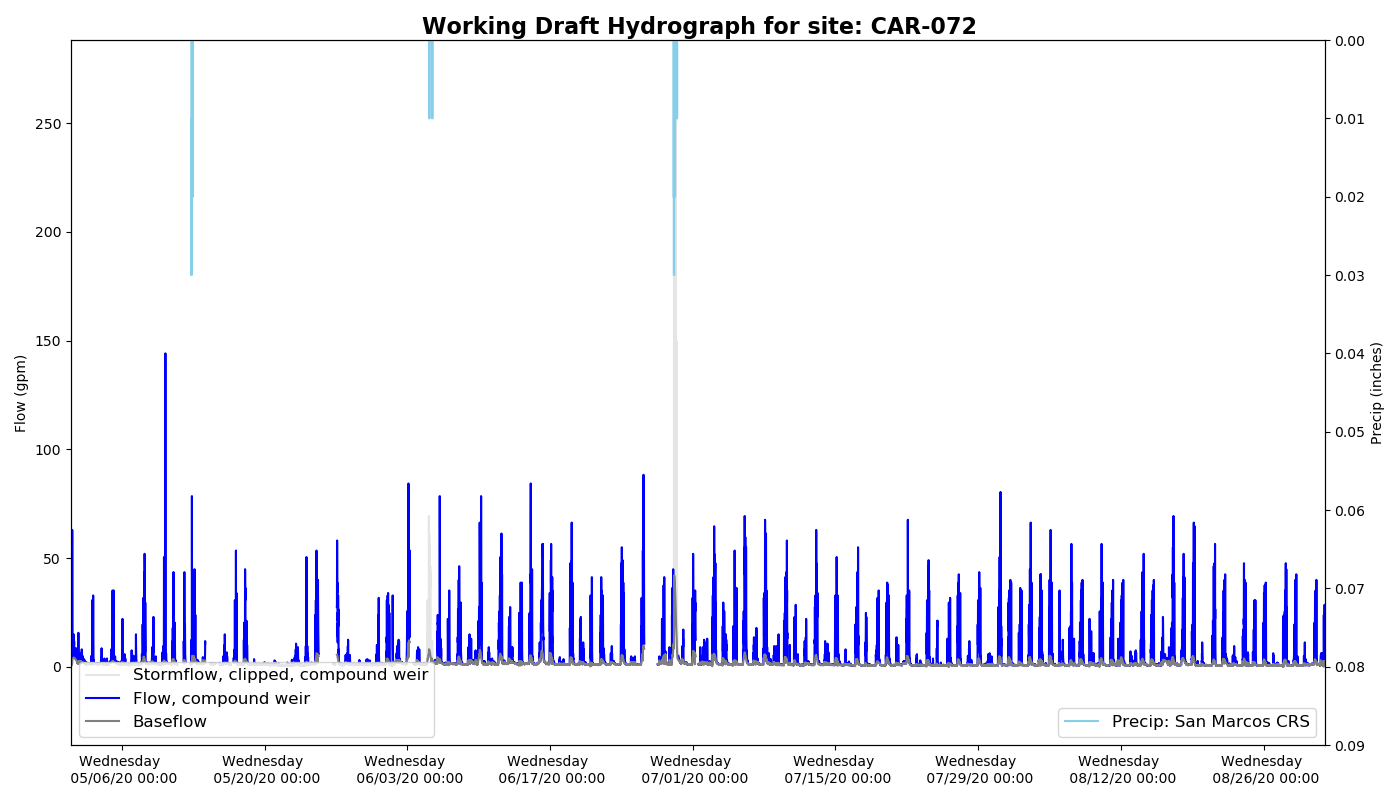 Working Draft Hydrograph for site: CAR-072
Flow (gpm)
250
200
150
100
50
0
Precip (inches)
0.00
0.01
0.02
0.03
0.04
0.05
0.06
0.07
0.08
0.09
Stormflow, clipped, compound weir
Flow, compound weir
Baseflow
Precip: San Marcos CRS
Wednesday
05/06/20 00:00
Wednesday
05/20/20 00:00
Wednesday
06/03/20 00:00
Wednesday
06/17/20 00:00
Wednesday
07/01/20 00:00
Wednesday
07/15/20 00:00
Wednesday
07/29/20 00:00
Wednesday
08/12/20 00:00
Wednesday
08/26/20 00:00